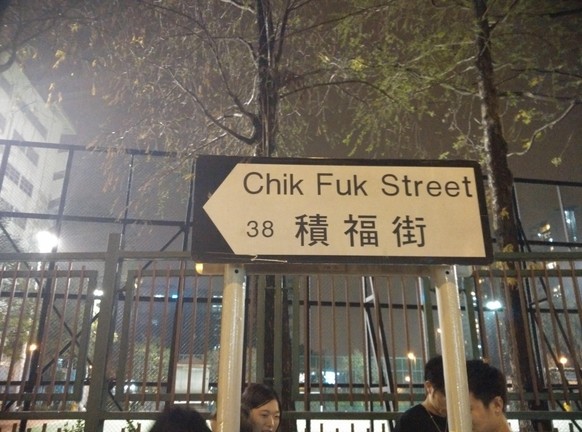 Chik Fuk Street
38 積福街